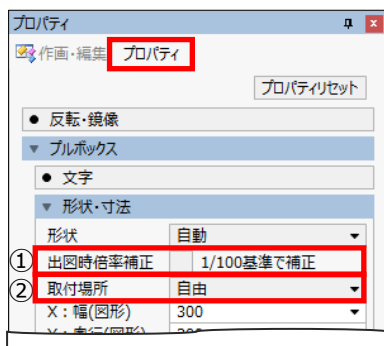 プロパティ
作画・編集 プロパティ
プロパティリセット
● 反転・鏡像
▼ プルボックス
● 文字
▼ 形状・寸法
形状 自動
① 出図時倍率補正 1/100基準で補正
② 取付場所 自由
X：幅(図形) 300